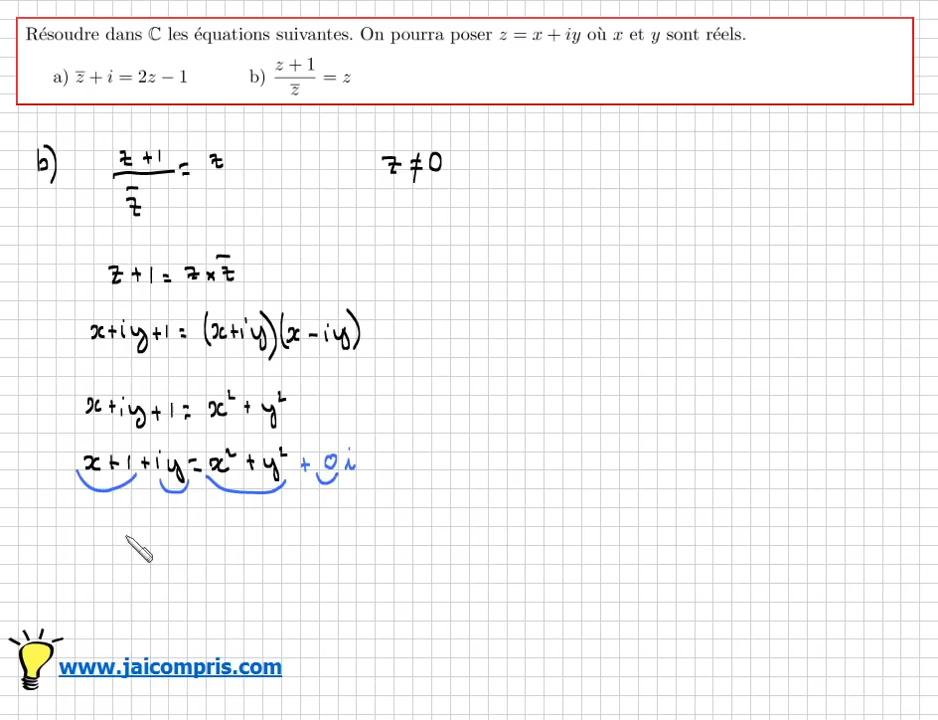 Résoudre dans ℂ les équations suivantes. On pourra poser z = x + iy où x et y sont réels.
a) z̅ + i = 2z − 1 b) (z + 1)/z̅ = z
b) (z + 1)/z̅ = z z ≠ 0
z + 1 = z × z̅
x + iy + 1 = (x + iy)(x − iy)
x + iy + 1 = x² + y²
x + 1 + iy = x² + y² + 0i
www.jaicompris.com